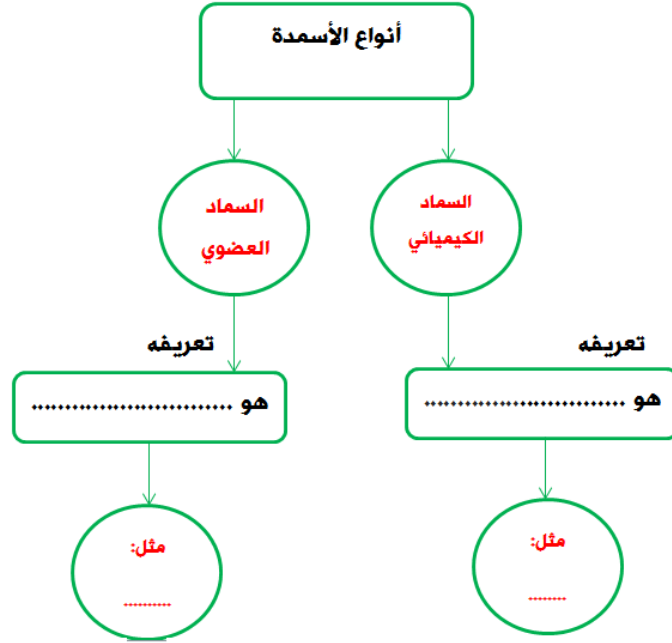 أنواع الأسمدة
السماد
الكيميائي
السماد
العضوي
تعريفه
تعريفه
هو ...............................
هو ...............................
مثل:
........
مثل:
..........